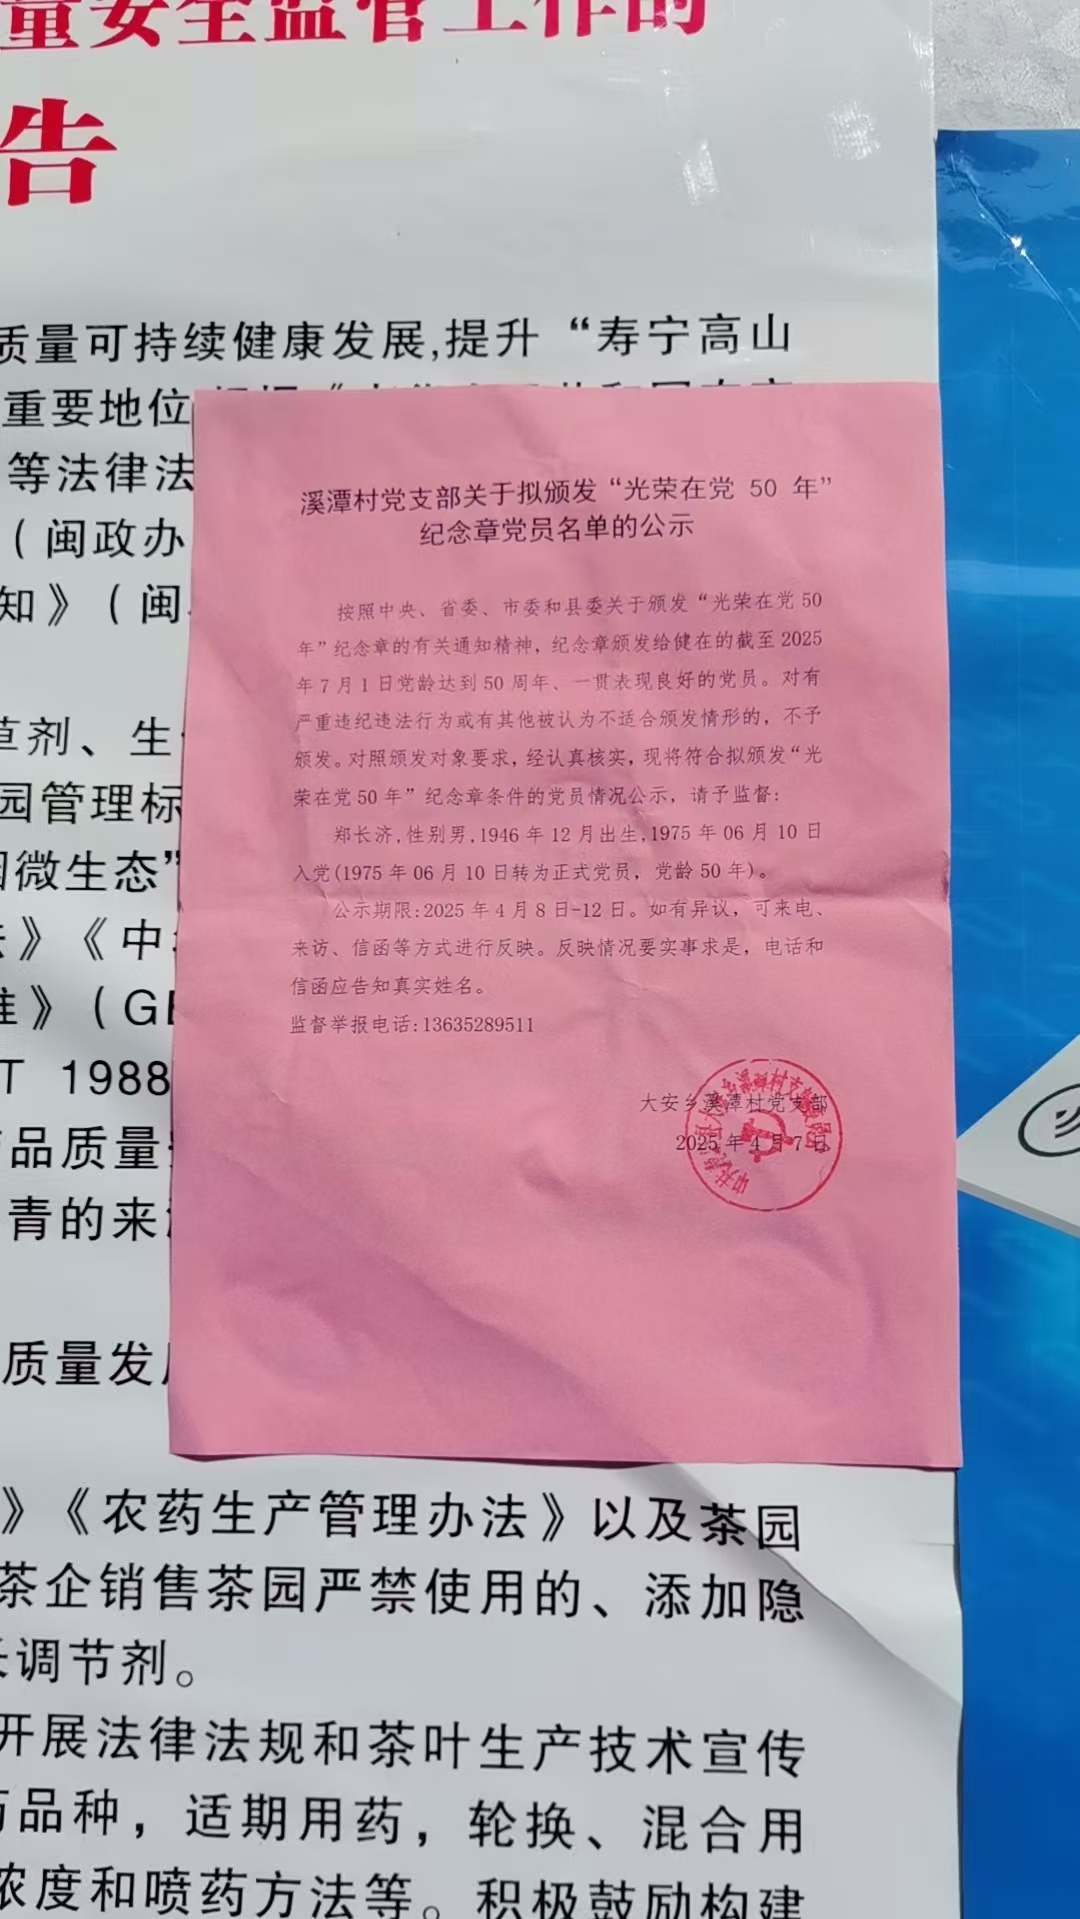 量安全监管工作的
告
质量可持续健康发展,提升“寿宁高山
重要地位
等法律法
（闽政办
知》（闽
草剂、生
园管理标
微生态”
》《中
准》（G
T 1988
品质量
青的来
质量发
溪潭村党支部关于拟颁发“光荣在党 50 年”
纪念章党员名单的公示
按照中央、省委、市委和县委关于颁发“光荣在党 50
年”纪念章的有关通知精神，纪念章颁发给健在的截至 2025
年 7 月 1 日党龄达到 50 周年、一贯表现良好的党员。对有
严重违纪违法行为或有其他被认为不适合颁发情形的，不予
颁发。对照颁发对象要求，经认真核实，现将符合拟颁发“光
荣在党 50 年”纪念章条件的党员情况公示，请予监督：
郑长济,性别男,1946 年 12 月出生,1975 年 06 月 10 日
入党(1975 年 06 月 10 日转为正式党员，党龄 50 年)。
公示期限:2025 年 4 月 8 日-12 日。如有异议，可来电、
来访、信函等方式进行反映。反映情况要实事求是，电话和
信函应告知真实姓名。
监督举报电话:13635289511
大安乡溪潭村党支部
2025 年 4 月 7 日
》《农药生产管理办法》以及茶园
茶企销售茶园严禁使用的、添加隐
调节剂。
开展法律法规和茶叶生产技术宣传
品种，适期用药，轮换、混合用
浓度和喷药方法等。积极鼓励构建